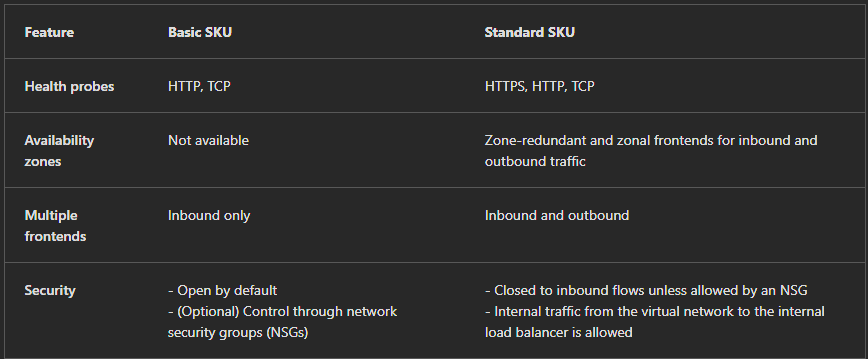 Feature Basic SKU Standard SKU
Health probes HTTP, TCP HTTPS, HTTP, TCP
Availability Not available Zone-redundant and zonal frontends for inbound and
zones outbound traffic
Multiple Inbound only Inbound and outbound
frontends
Security - Open by default - Closed to inbound flows unless allowed by an NSG
- (Optional) Control through network - Internal traffic from the virtual network to the internal
security groups (NSGs) load balancer is allowed